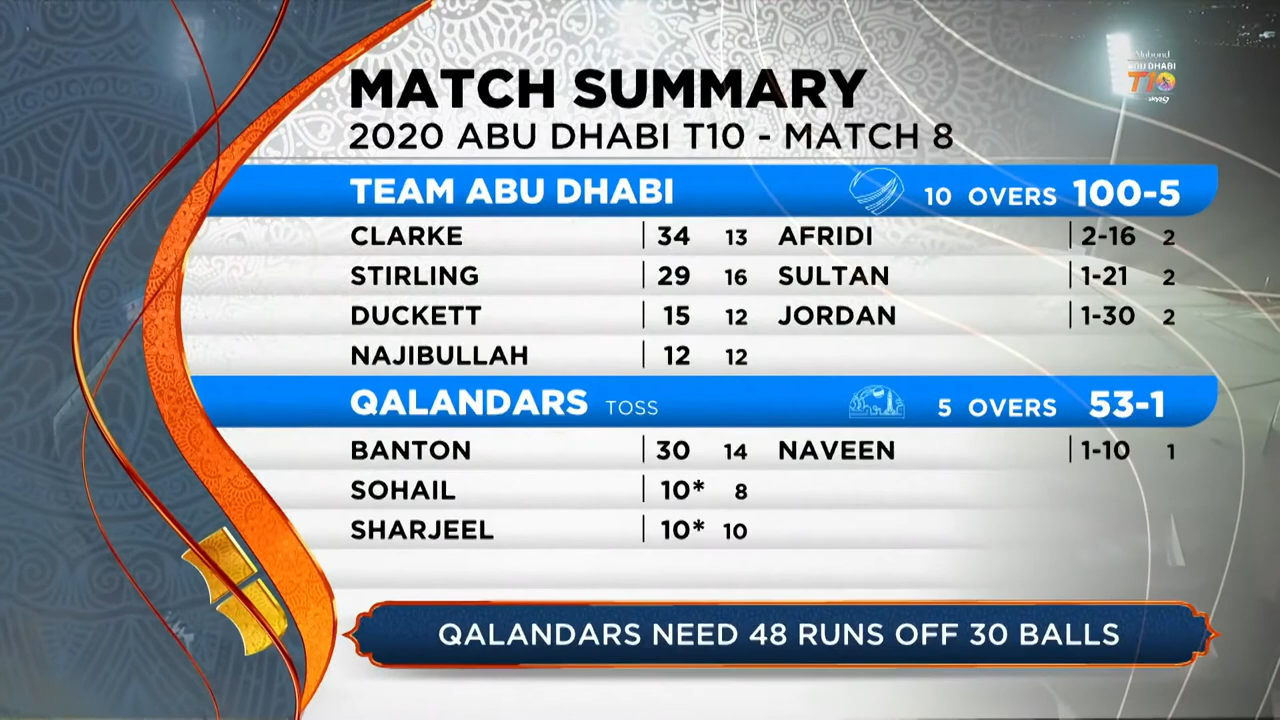 MATCH SUMMARY
2020 ABU DHABI T10 - MATCH 8
TEAM ABU DHABI 10 OVERS 100-5
CLARKE 34 13 AFRIDI 2-16 2
STIRLING 29 16 SULTAN 1-21 2
DUCKETT 15 12 JORDAN 1-30 2
NAJIBULLAH 12 12
QALANDARS TOSS 5 OVERS 53-1
BANTON 30 14 NAVEEN 1-10 1
SOHAIL 10* 8
SHARJEEL 10* 10
QALANDARS NEED 48 RUNS OFF 30 BALLS
ABU DHABI
T10